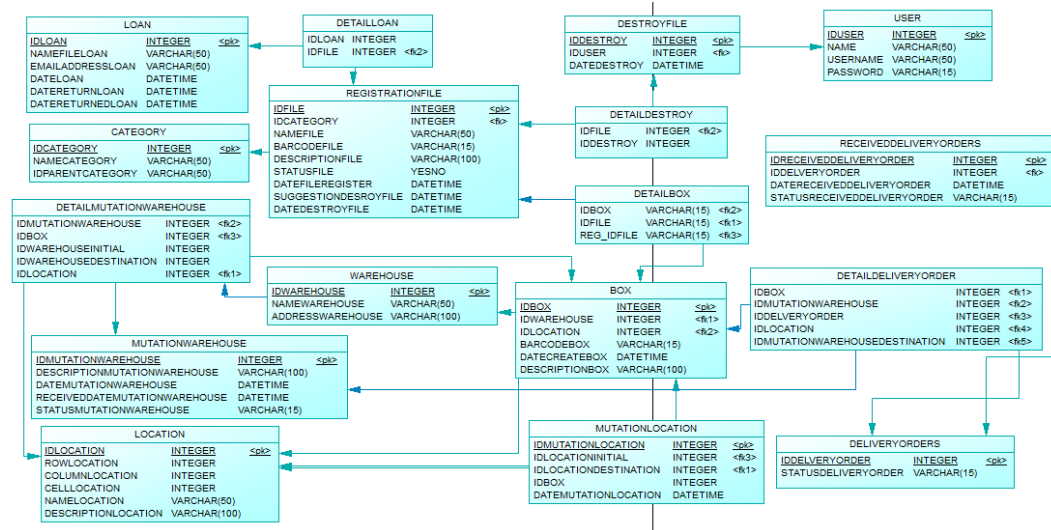 LOAN
IDLOAN INTEGER <pk>
NAMEFILELOAN VARCHAR(50)
EMAILADDRESSLOAN VARCHAR(50)
DATELOAN DATETIME
DATERETURNLOAN DATETIME
DATERETURNEDLOAN DATETIME
DETAILLOAN
IDLOAN INTEGER
IDFILE INTEGER <fk2>
DESTROYFILE
IDDESTROY INTEGER <pk>
IDUSER INTEGER <fk>
DATEDESTROY DATETIME
USER
IDUSER INTEGER <pk>
NAME VARCHAR(50)
USERNAME VARCHAR(50)
PASSWORD VARCHAR(15)
CATEGORY
IDCATEGORY INTEGER <pk>
NAMECATEGORY VARCHAR(50)
IDPARENTCATEGORY VARCHAR(50)
REGISTRATIONFILE
IDFILE INTEGER <pk>
IDCATEGORY INTEGER <fk>
NAMEFILE VARCHAR(50)
BARCODEFILE VARCHAR(15)
DESCRIPTIONFILE VARCHAR(100)
STATUSFILE YESNO
DATEFILEREGISTER DATETIME
SUGGESTIONDESROYFILE DATETIME
DATEDESTROYFILE DATETIME
DETAILDESTROY
IDFILE INTEGER <fk2>
IDDESTROY INTEGER
RECEIVEDDELIVERYORDERS
IDRECEIVEDDELIVERYORDER INTEGER <pk>
IDDELVERYORDER INTEGER <fk>
DATERECEIVEDDELIVERYORDER DATETIME
STATUSRECEIVEDDELIVERYORDER VARCHAR(15)
DETAILMUTATIONWAREHOUSE
IDMUTATIONWAREHOUSE INTEGER <fk2>
IDBOX INTEGER <fk3>
IDWAREHOUSEINITIAL INTEGER
IDWAREHOUSEDESTINATION INTEGER
IDLOCATION INTEGER <fk1>
DETAILBOX
IDBOX VARCHAR(15) <fk2>
IDFILE VARCHAR(15) <fk1>
REG_IDFILE VARCHAR(15) <fk3>
WAREHOUSE
IDWAREHOUSE INTEGER <pk>
NAMEWAREHOUSE VARCHAR(50)
ADDRESSWAREHOUSE VARCHAR(100)
BOX
IDBOX INTEGER <pk>
IDWAREHOUSE INTEGER <fk1>
IDLOCATION INTEGER <fk2>
BARCODEBOX VARCHAR(15)
DATECREATEBOX DATETIME
DESCRIPTIONBOX VARCHAR(100)
DETAILDELIVERYORDER
IDBOX INTEGER <fk1>
IDMUTATIONWAREHOUSE INTEGER <fk2>
IDDELIVERYORDER INTEGER <fk3>
IDLOCATION INTEGER <fk4>
IDMUTATIONWAREHOUSEDESTINATION INTEGER <fk5>
MUTATIONWAREHOUSE
IDMUTATIONWAREHOUSE INTEGER <pk>
DESCRIPTIONMUTATIONWAREHOUSE VARCHAR(100)
DATEMUTATIONWAREHOUSE DATETIME
RECEIVEDDATEMUTATIONWAREHOUSE DATETIME
STATUSMUTATIONWAREHOUSE VARCHAR(15)
LOCATION
IDLOCATION INTEGER <pk>
ROWLOCATION INTEGER
COLUMNLOCATION INTEGER
CELLLOCATION INTEGER
NAMELOCATION VARCHAR(50)
DESCRIPTIONLOCATION VARCHAR(100)
MUTATIONLOCATION
IDMUTATIONLOCATION INTEGER <pk>
IDLOCATIONINITIAL INTEGER <fk3>
IDLOCATIONDESTINATION INTEGER <fk1>
IDBOX INTEGER
DATEMUTATIONLOCATION DATETIME
DELIVERYORDERS
IDDELVERYORDER INTEGER <pk>
STATUSDELIVERYORDER VARCHAR(15)